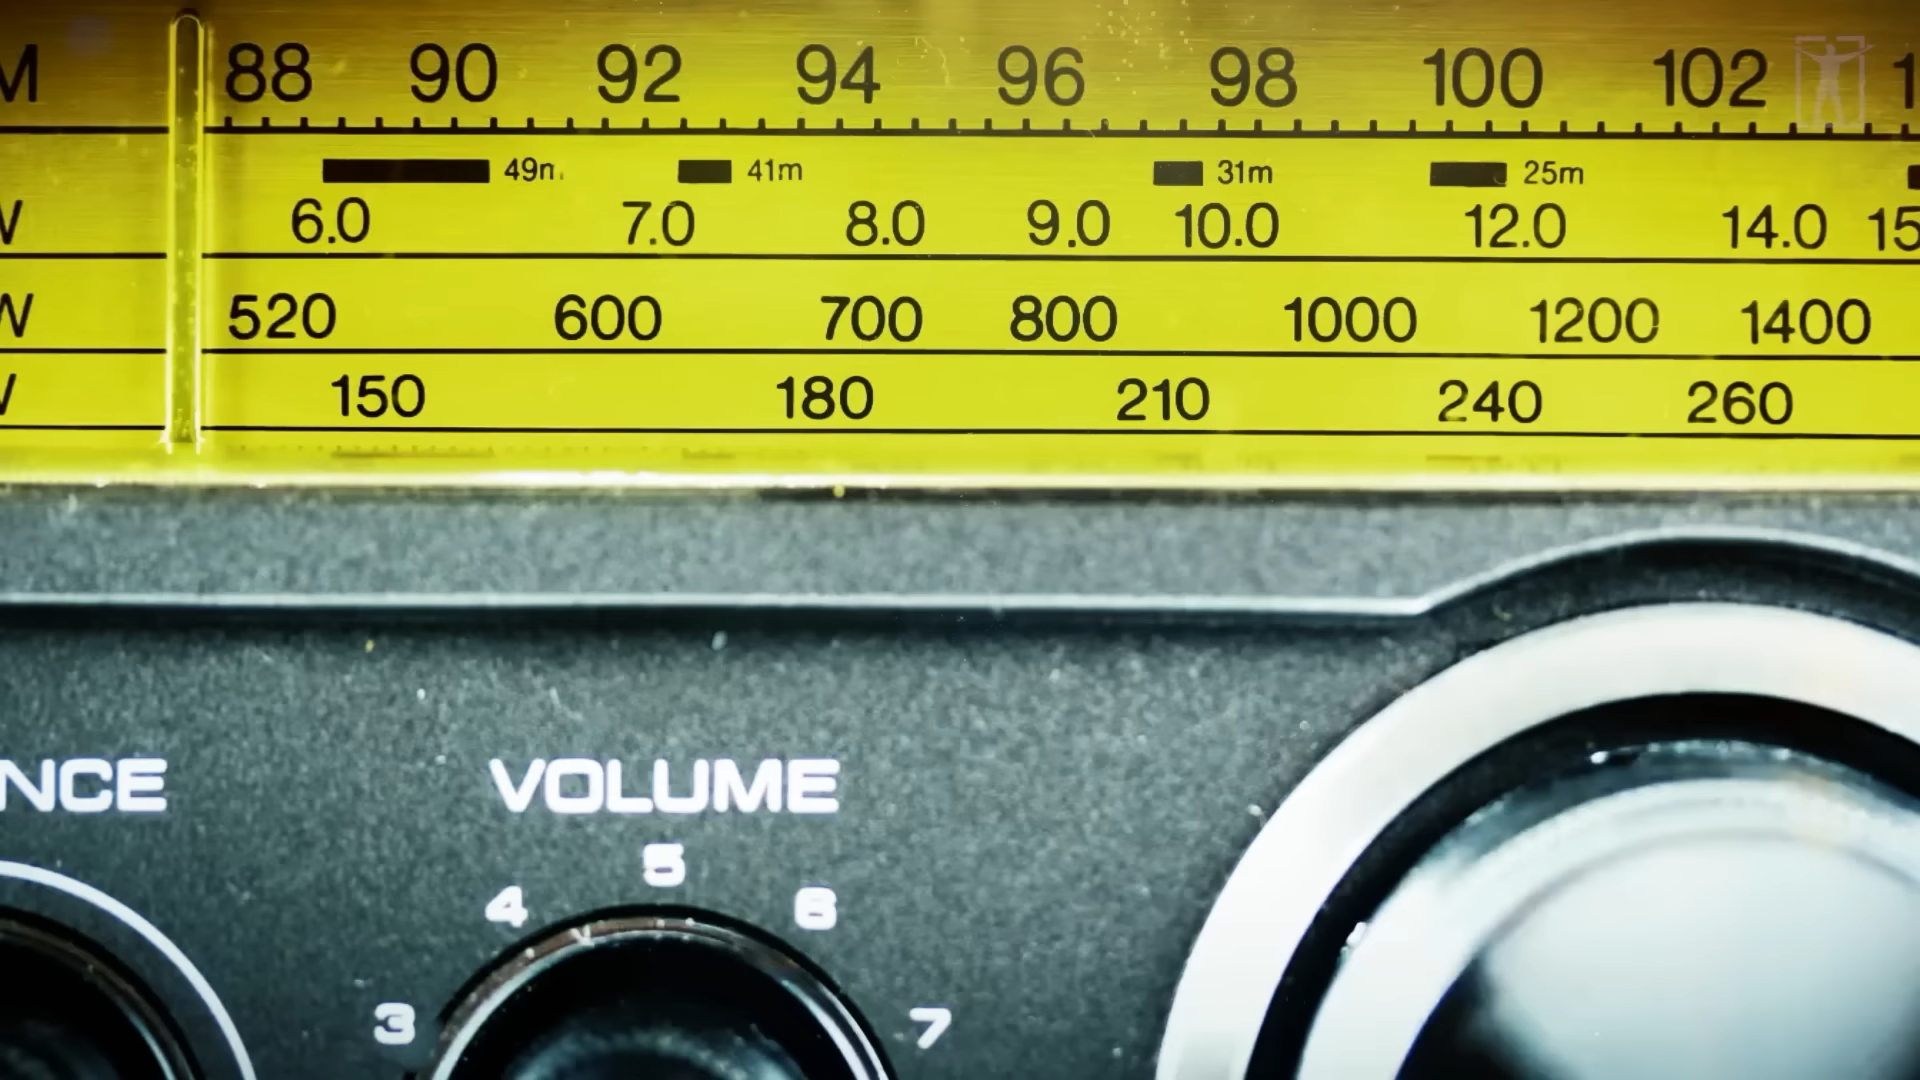 M 88 90 92 94 96 98 100 102 1
49m 41m 31m 25m
W 6.0 7.0 8.0 9.0 10.0 12.0 14.0 15
W 520 600 700 800 1000 1200 1400
W 150 180 210 240 260
NCE VOLUME
5
4 6
3 7